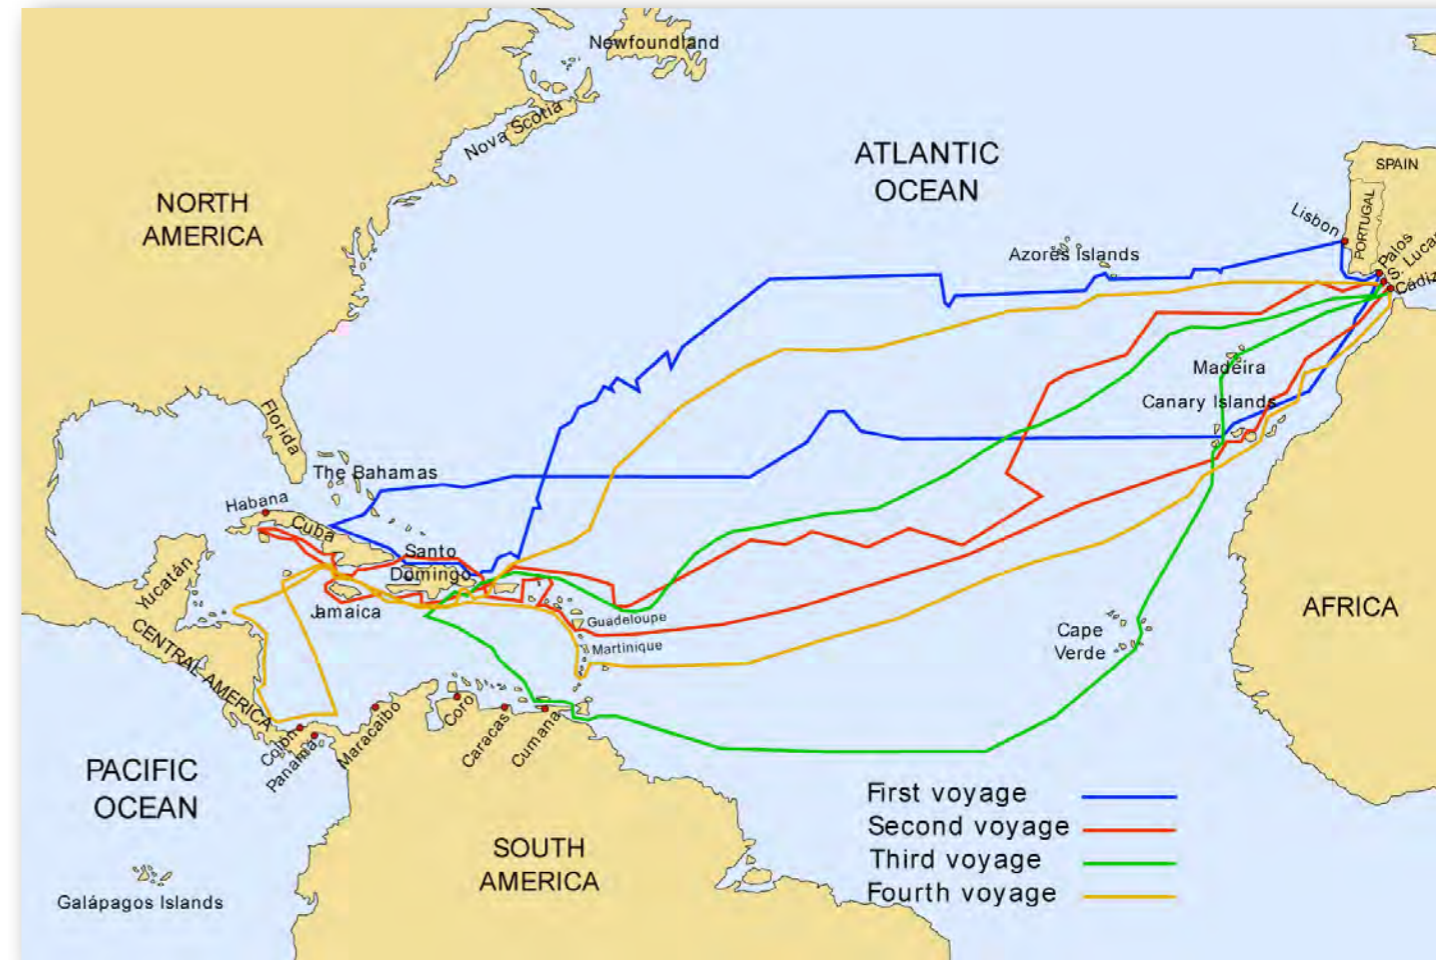 Newfoundland
Nova Scotia
ATLANTIC
OCEAN
SPAIN
PORTUGAL
Lisbon
Palos
S. Lucar
Cádiz
NORTH
AMERICA
Azores Islands
Madeira
Canary Islands
Florida
The Bahamas
Habana
Cuba
Santo
Domingo
Yucatán
Jamaica
Guadeloupe
Martinique
CENTRAL AMERICA
Cape
Verde
AFRICA
Colón
Panama
Maracaibo
Coro
Caracas
Cumana
PACIFIC
OCEAN
Galápagos Islands
SOUTH
AMERICA
First voyage
Second voyage
Third voyage
Fourth voyage